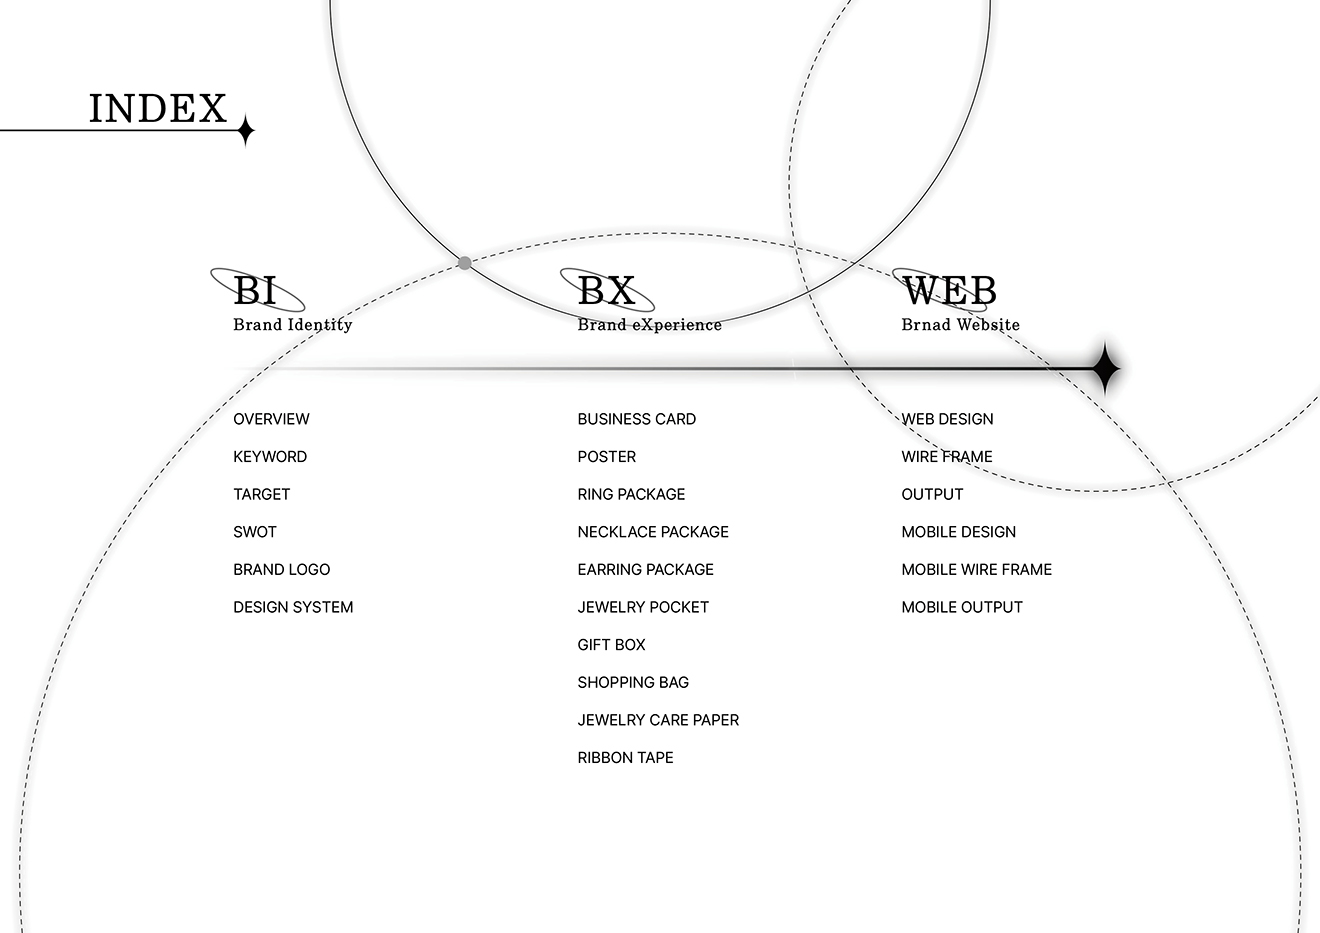 INDEX
BI
Brand Identity
OVERVIEW
KEYWORD
TARGET
SWOT
BRAND LOGO
DESIGN SYSTEM
BX
Brand eXperience
BUSINESS CARD
POSTER
RING PACKAGE
NECKLACE PACKAGE
EARRING PACKAGE
JEWELRY POCKET
GIFT BOX
SHOPPING BAG
JEWELRY CARE PAPER
RIBBON TAPE
WEB
Brnad Website
WEB DESIGN
WIRE FRAME
OUTPUT
MOBILE DESIGN
MOBILE WIRE FRAME
MOBILE OUTPUT